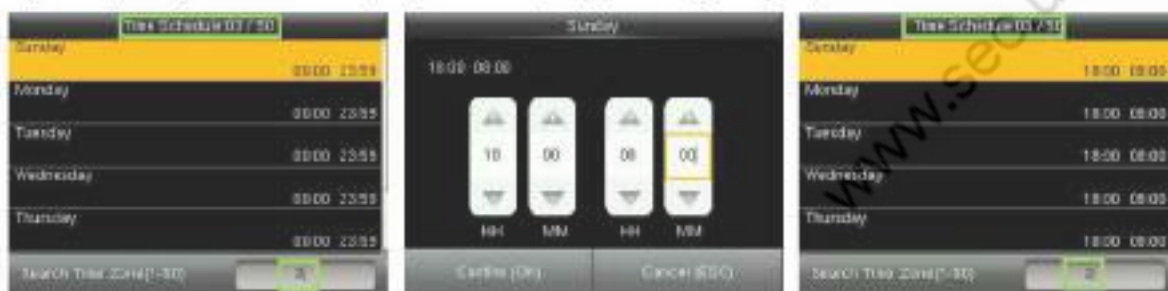 Time Schedule 03 / 50
Sunday
00:00 23:59
Monday
00:00 23:59
Tuesday
00:00 23:59
Wednesday
00:00 23:59
Thursday
00:00 23:59
Search Time Zone(1-50)
3
Sunday
18:00 08:00
18
00
08
00
HH MM HH MM
Confirm (OK)
Cancel (ESC)
Time Schedule 03 / 50
Sunday
18:00 08:00
Monday
18:00 08:00
Tuesday
18:00 08:00
Wednesday
18:00 08:00
Thursday
18:00 08:00
Search Time Zone(1-50)
3